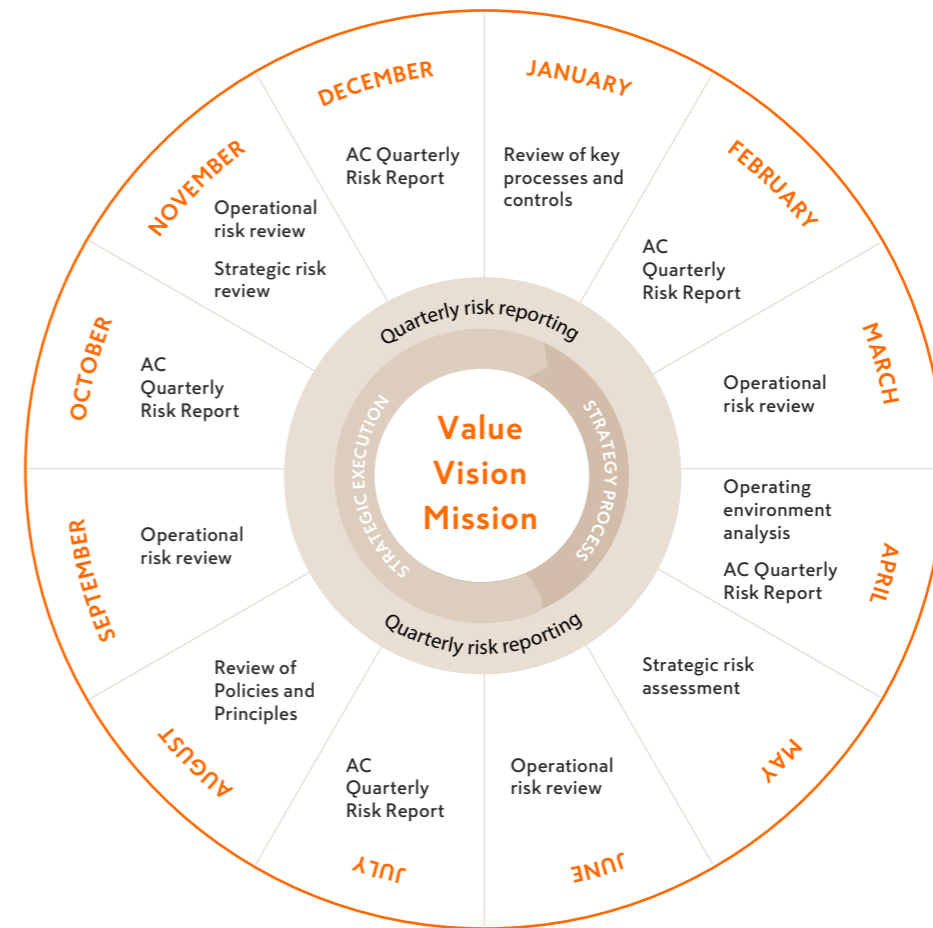 JANUARY
Review of key
processes and
controls
FEBRUARY
AC
Quarterly
Risk Report
MARCH
Operational
risk review
APRIL
Operating
environment
analysis
AC Quarterly
Risk Report
MAY
Strategic risk
assessment
JUNE
Operational
risk review
JULY
AC
Quarterly
Risk Report
AUGUST
Review of
Policies and
Principles
SEPTEMBER
Operational
risk review
OCTOBER
AC
Quarterly
Risk Report
NOVEMBER
Operational
risk review
Strategic risk
review
DECEMBER
AC Quarterly
Risk Report
Quarterly risk reporting
STRATEGY PROCESS
STRATEGIC EXECUTION
Value
Vision
Mission
Quarterly risk reporting